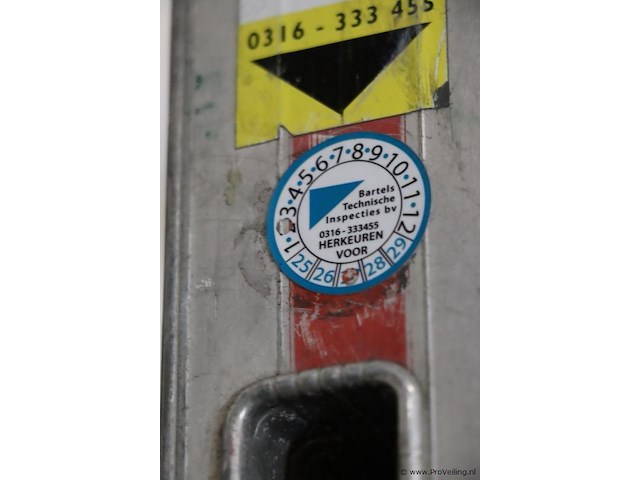 0316 - 333 455
1 • 3 • 4 • 5 • 6 • 7 • 8 • 9 • 10 • 11 • 12
Bartels
Technische
Inspecties bv
0316 - 333455
HERKEUREN
VOOR
25 26 28 29
© www.ProVeiling.nl